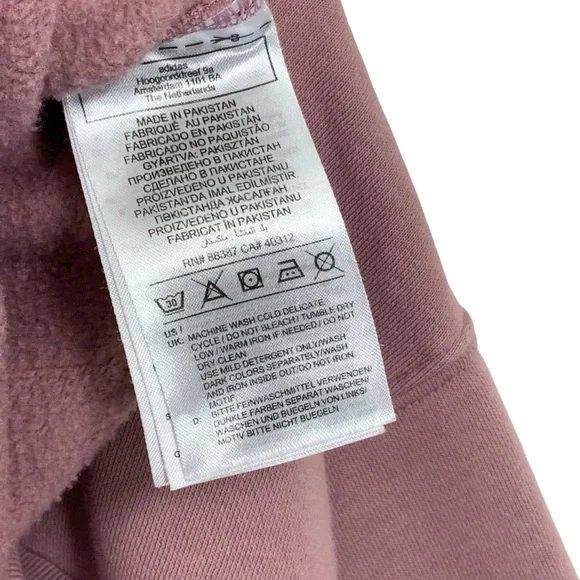 adidas
Hoogoorddreef 9a
Amsterdam 1101 BA
The Netherlands
MADE IN PAKISTAN
FABRIQUÉ AU PAKISTAN
FABRICADO EN PAKISTÁN
FABRICADO NO PAQUISTÃO
GYÁRTVA: PAKISZTÁN
ПРОИЗВЕДЕНО В ПАКИСТАН
СДЕЛАНО В ПАКИСТАНЕ
PROIZVEDENO U PAKISTANU
PAKİSTAN'DA IMAL EDİLMİŞTİR
ПӘКІСТАНДА ЖАСАЛҒАН
PROIZVEDENO U PAKISTANU
FABRICAT ÎN PAKISTAN
RN# 88387 CA# 40312
30
US /
UK: MACHINE WASH COLD DELICATE
CYCLE / DO NOT BLEACH / TUMBLE DRY
LOW / WARM IRON IF NEEDED / DO NOT
DRY CLEAN
USE MILD DETERGENT ONLY/WASH
DARK COLORS SEPARATELY/WASH
AND IRON INSIDE OUT/DO NOT IRON
MOTIF
D: BITTE FEINWASCHMITTEL VERWENDEN/
DUNKLE FARBEN SEPARAT WASCHEN/
WASCHEN UND BUEGELN VON LINKS/
MOTIV BITTE NICHT BUEGELN